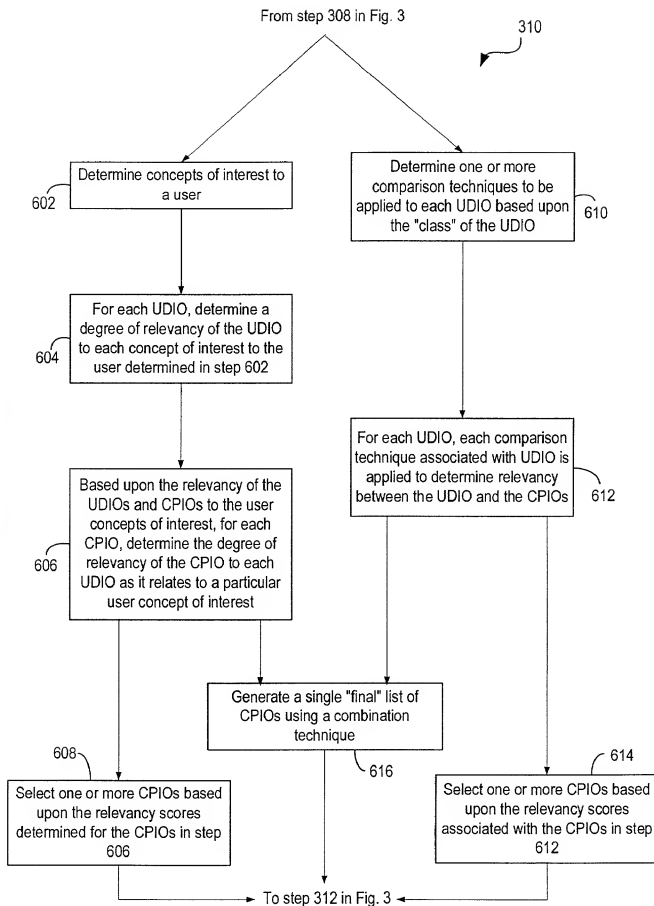 From step 308 in Fig. 3
310
Determine concepts of interest to
a user
602
Determine one or more
comparison techniques to be
applied to each UDIO based upon
the "class" of the UDIO
610
For each UDIO, determine a
degree of relevancy of the UDIO
to each concept of interest to the
user determined in step 602
604
For each UDIO, each comparison
technique associated with UDIO is
applied to determine relevancy
between the UDIO and the CPIOs
612
Based upon the relevancy of the
UDIOs and CPIOs to the user
concepts of interest, for each
CPIO, determine the degree of
relevancy of the CPIO to each
UDIO as it relates to a particular
user concept of interest
606
Generate a single "final" list of
CPIOs using a combination
technique
616
608
Select one or more CPIOs based
upon the relevancy scores
determined for the CPIOs in step
606
614
Select one or more CPIOs based
upon the relevancy scores
associated with the CPIOs in step
612
To step 312 in Fig. 3